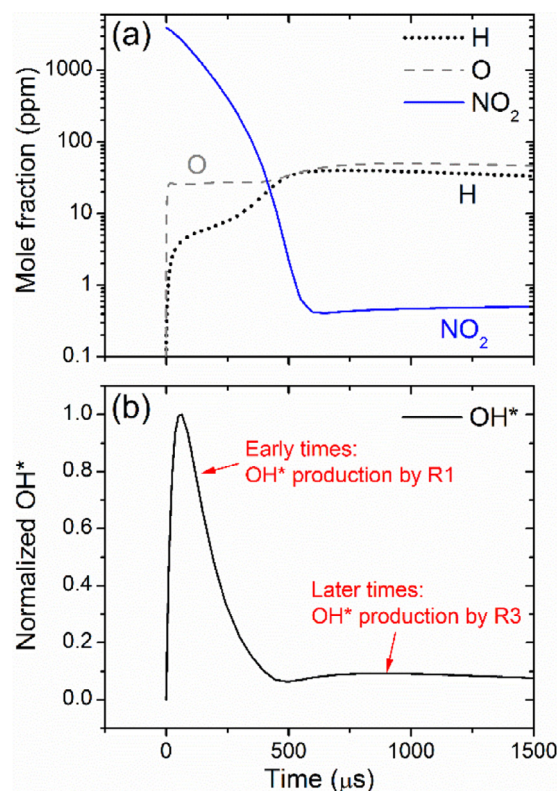 (a)
H
O
NO₂
1000
100
10
1
0.1
Mole fraction (ppm)
O
H
NO₂
(b)
OH*
1.0
0.8
0.6
0.4
0.2
0.0
Normalized OH*
Early times:
OH* production by R1
Later times:
OH* production by R3
0
500
1000
1500
Time (μs)